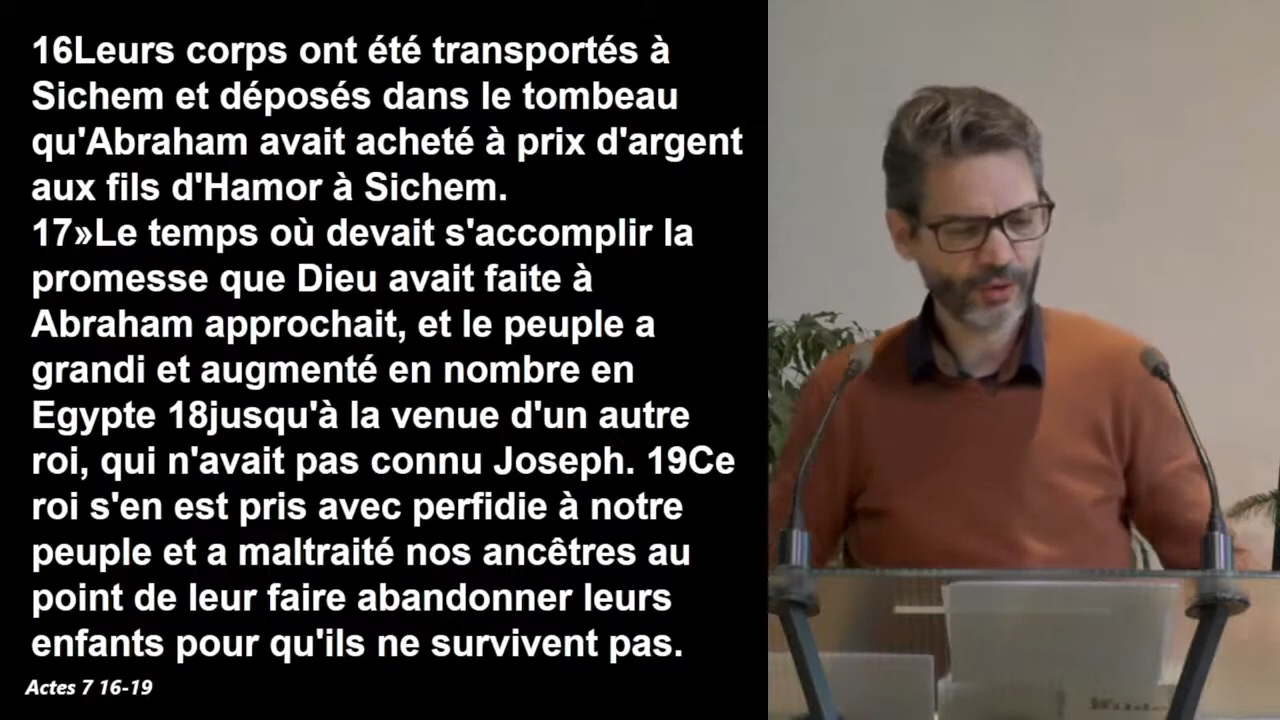 16Leurs corps ont été transportés à
Sichem et déposés dans le tombeau
qu'Abraham avait acheté à prix d'argent
aux fils d'Hamor à Sichem.
17»Le temps où devait s'accomplir la
promesse que Dieu avait faite à
Abraham approchait, et le peuple a
grandi et augmenté en nombre en
Egypte 18jusqu'à la venue d'un autre
roi, qui n'avait pas connu Joseph. 19Ce
roi s'en est pris avec perfidie à notre
peuple et a maltraité nos ancêtres au
point de leur faire abandonner leurs
enfants pour qu'ils ne survivent pas.
Actes 7 16-19